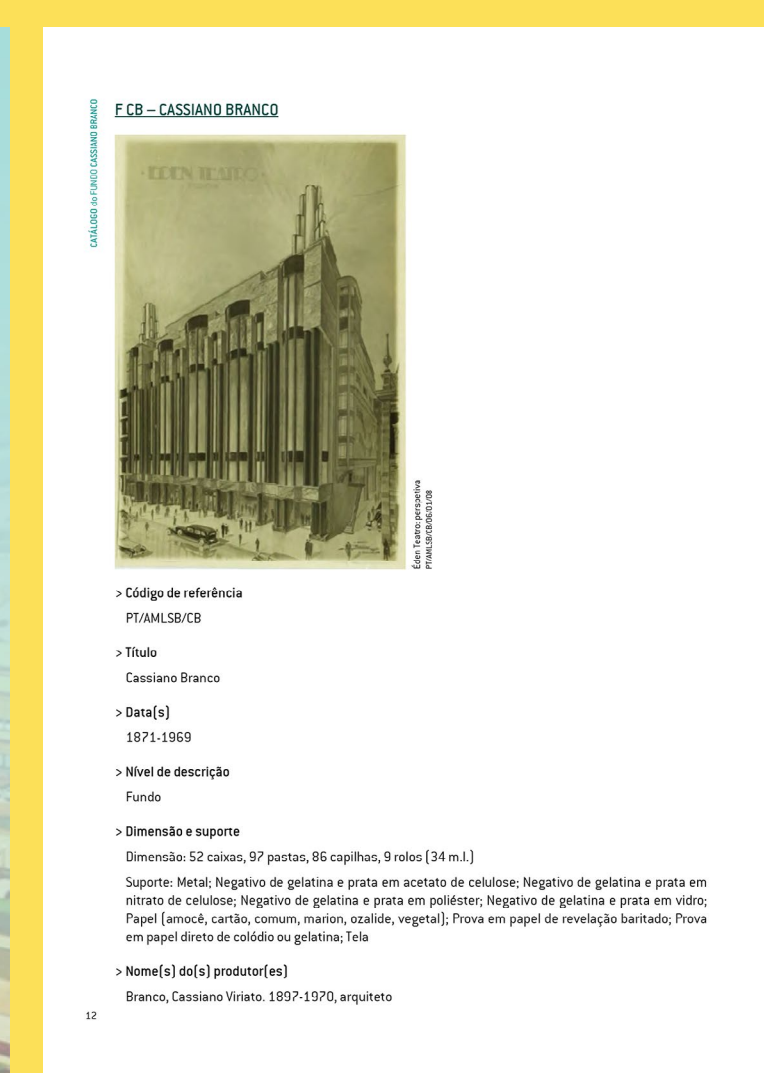 CATÁLOGO do FUNDO CASSIANO BRANCO
F CB – CASSIANO BRANCO
EDEN TEATRO
Éden Teatro: perspetiva
PT/AMLSB/CB/06/01/08
> Código de referência
PT/AMLSB/CB
> Título
Cassiano Branco
> Data(s)
1871-1969
> Nível de descrição
Fundo
> Dimensão e suporte
Dimensão: 52 caixas, 97 pastas, 86 capilhas, 9 rolos (34 m.l.)
Suporte: Metal; Negativo de gelatina e prata em acetato de celulose; Negativo de gelatina e prata em
nitrato de celulose; Negativo de gelatina e prata em poliéster; Negativo de gelatina e prata em vidro;
Papel (amocê, cartão, comum, marion, ozalide, vegetal); Prova em papel de revelação baritado; Prova
em papel direto de colódio ou gelatina; Tela
> Nome(s) do(s) produtor(es)
Branco, Cassiano Viriato. 1897-1970, arquiteto
12